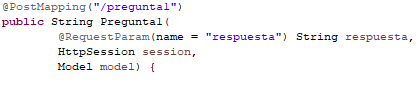 @PostMapping("/pregunta1")
public String Pregunta1(
@RequestParam(name = "respuesta") String respuesta,
HttpSession session,
Model model) {